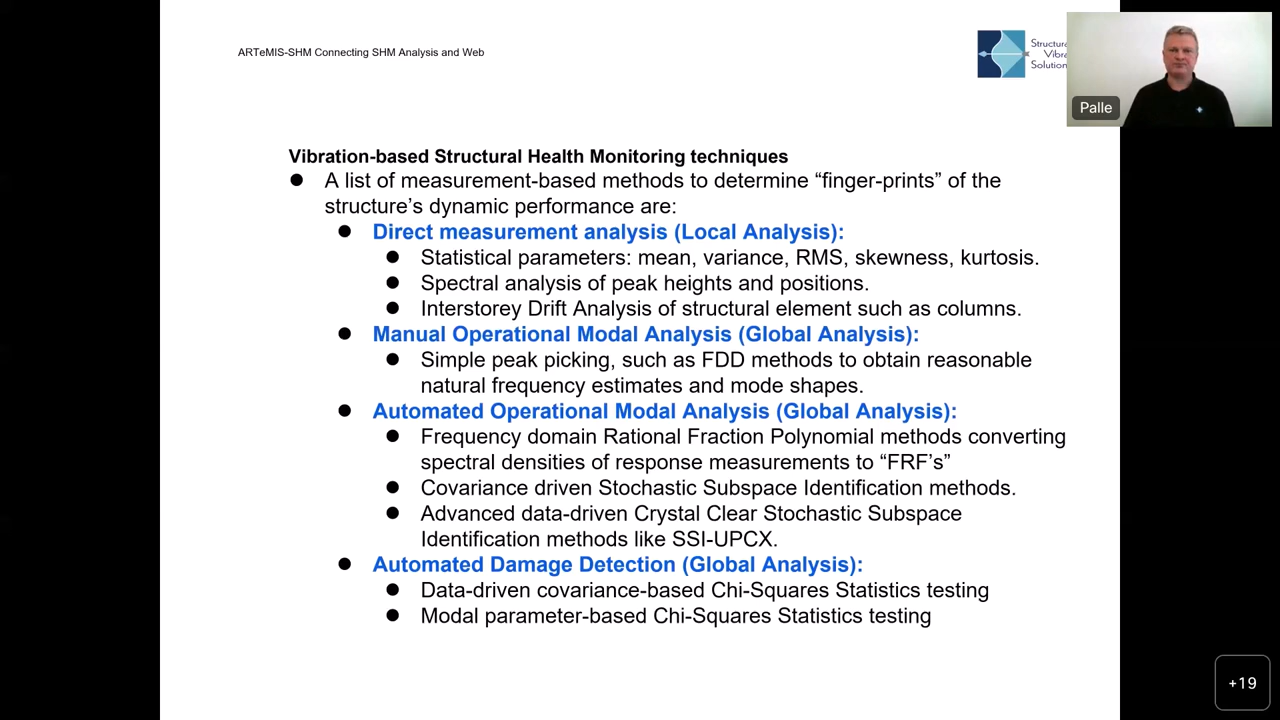 ARTeMIS-SHM Connecting SHM Analysis and Web
Structura
Vibra
Solution
Palle
Vibration-based Structural Health Monitoring techniques
● A list of measurement-based methods to determine “finger-prints” of the
structure’s dynamic performance are:
● Direct measurement analysis (Local Analysis):
● Statistical parameters: mean, variance, RMS, skewness, kurtosis.
● Spectral analysis of peak heights and positions.
● Interstorey Drift Analysis of structural element such as columns.
● Manual Operational Modal Analysis (Global Analysis):
● Simple peak picking, such as FDD methods to obtain reasonable
natural frequency estimates and mode shapes.
● Automated Operational Modal Analysis (Global Analysis):
● Frequency domain Rational Fraction Polynomial methods converting
spectral densities of response measurements to “FRF’s”
● Covariance driven Stochastic Subspace Identification methods.
● Advanced data-driven Crystal Clear Stochastic Subspace
Identification methods like SSI-UPCX.
● Automated Damage Detection (Global Analysis):
● Data-driven covariance-based Chi-Squares Statistics testing
● Modal parameter-based Chi-Squares Statistics testing
+19